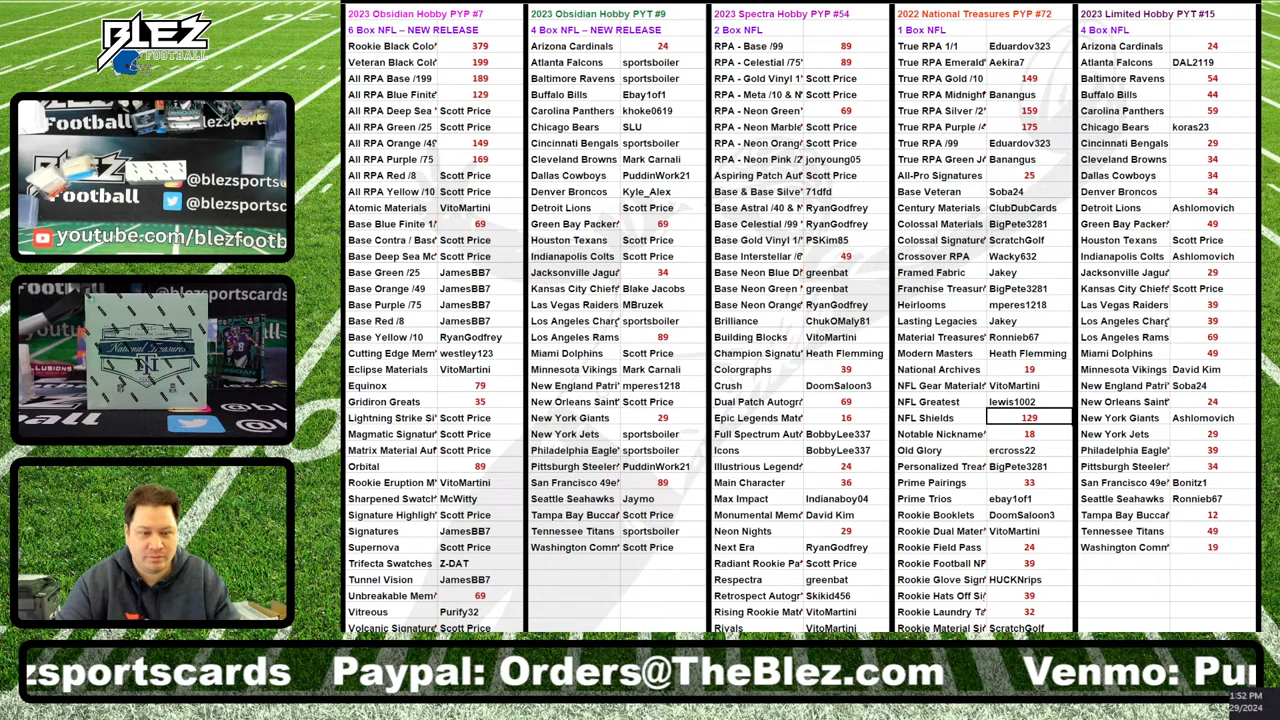 BLEZ
FOOTBALL
Football
@blezsports
@blezsportsc
youtube.com/blezfootb
sportscards
National Treasures
NT
ILLUSIONS
all
2023 Obsidian Hobby PYP #7
6 Box NFL – NEW RELEASE
Rookie Black Colo 379
Veteran Black Col 199
All RPA Base /199 189
All RPA Blue Finite 129
All RPA Deep Sea Scott Price
All RPA Green /25 Scott Price
All RPA Orange /49 149
All RPA Purple /75 169
All RPA Red /8 Scott Price
All RPA Yellow /10 Scott Price
Atomic Materials VitoMartini
Base Blue Finite 1/ 69
Base Contra / Base Scott Price
Base Deep Sea Mo Scott Price
Base Green /25 JamesBB7
Base Orange /49 JamesBB7
Base Purple /75 JamesBB7
Base Red /8 JamesBB7
Base Yellow /10 RyanGodfrey
Cutting Edge Mem westley123
Eclipse Materials VitoMartini
Equinox 79
Gridiron Greats 35
Lightning Strike Si Scott Price
Magmatic Signatur Scott Price
Matrix Material Aut Scott Price
Orbital 89
Rookie Eruption M VitoMartini
Sharpened Swatch McWitty
Signature Highligh Scott Price
Signatures JamesBB7
Supernova Scott Price
Trifecta Swatches Z-DAT
Tunnel Vision JamesBB7
Unbreakable Mem 69
Vitreous Purify32
Volcanic Signature Scott Price
2023 Obsidian Hobby PYT #9
4 Box NFL – NEW RELEASE
Arizona Cardinals 24
Atlanta Falcons sportsboiler
Baltimore Ravens sportsboiler
Buffalo Bills Ebay1of1
Carolina Panthers khoke0619
Chicago Bears SLU
Cincinnati Bengals sportsboiler
Cleveland Browns Mark Carnali
Dallas Cowboys PuddinWork21
Denver Broncos Kyle_Alex
Detroit Lions Scott Price
Green Bay Packer 69
Houston Texans Scott Price
Indianapolis Colts Scott Price
Jacksonville Jagu 34
Kansas City Chiefs Blake Jacobs
Las Vegas Raiders MBruzek
Los Angeles Charg sportsboiler
Los Angeles Rams 89
Miami Dolphins Scott Price
Minnesota Vikings Mark Carnali
New England Patri mperes1218
New Orleans Saint Scott Price
New York Giants 29
New York Jets sportsboiler
Philadelphia Eagle sportsboiler
Pittsburgh Steeler PuddinWork21
San Francisco 49e 89
Seattle Seahawks Jaymo
Tampa Bay Bucca Scott Price
Tennessee Titans sportsboiler
Washington Comm Scott Price
2023 Spectra Hobby PYP #54
2 Box NFL
RPA - Base /99 89
RPA - Celestial /75 89
RPA - Gold Vinyl 1 Scott Price
RPA - Meta /10 & N Scott Price
RPA - Neon Green 69
RPA - Neon Marble Scott Price
RPA - Neon Orang Scott Price
RPA - Neon Pink /2 jonyoung05
Aspiring Patch Aut Scott Price
Base & Base Silve 71dfd
Base Astral /40 & N RyanGodfrey
Base Celestial /99 RyanGodfrey
Base Gold Vinyl 1/ PSKim85
Base Interstellar /6 49
Base Neon Blue D greenbat
Base Neon Green greenbat
Base Neon Orange RyanGodfrey
Brilliance ChukOMaly81
Building Blocks VitoMartini
Champion Signatu Heath Flemming
Colorgraphs 39
Crush DoomSaloon3
Dual Patch Autogr 69
Epic Legends Mate 16
Full Spectrum Aut BobbyLee337
Icons BobbyLee337
Illustrious Legend 24
Main Character 36
Max Impact Indianaboy04
Monumental Memo David Kim
Neon Nights 29
Next Era RyanGodfrey
Radiant Rookie Pa Scott Price
Respectra greenbat
Retrospect Autogr Skikid456
Rising Rookie Mat VitoMartini
Rivals VitoMartini
2022 National Treasures PYP #72
1 Box NFL
True RPA 1/1 Eduardov323
True RPA Emerald Aekira7
True RPA Gold /10 149
True RPA Midnigh Banangus
True RPA Silver /2 159
True RPA Purple / 175
True RPA /99 Eduardov323
True RPA Green J Banangus
All-Pro Signatures 25
Base Veteran Soba24
Century Materials ClubDubCards
Colossal Materials BigPete3281
Colossal Signature ScratchGolf
Crossover RPA Wacky632
Framed Fabric Jakey
Franchise Treasur BigPete3281
Heirlooms mperes1218
Lasting Legacies Jakey
Material Treasures Ronnieb67
Modern Masters Heath Flemming
National Archives 19
NFL Gear Materials VitoMartini
NFL Greatest lewis1002
NFL Shields 129
Notable Nickname 18
Old Glory ercross22
Personalized Trea BigPete3281
Prime Pairings 33
Prime Trios ebay1of1
Rookie Booklets DoomSaloon3
Rookie Dual Mater VitoMartini
Rookie Field Pass 24
Rookie Football NF 39
Rookie Glove Sign HUCKNrips
Rookie Hats Off Si 39
Rookie Laundry Ta 32
Rookie Material Si ScratchGolf
2023 Limited Hobby PYT #15
4 Box NFL
Arizona Cardinals 24
Atlanta Falcons DAL2119
Baltimore Ravens 54
Buffalo Bills 44
Carolina Panthers 59
Chicago Bears koras23
Cincinnati Bengals 29
Cleveland Browns 34
Dallas Cowboys 34
Denver Broncos 34
Detroit Lions Ashlomovich
Green Bay Packer 49
Houston Texans Scott Price
Indianapolis Colts Scott Price
Jacksonville Jagu 29
Kansas City Chiefs Scott Price
Las Vegas Raiders 39
Los Angeles Charg 39
Los Angeles Rams 69
Miami Dolphins 49
Minnesota Vikings David Kim
New England Patri Soba24
New Orleans Saint 24
New York Giants Ashlomovich
New York Jets 29
Philadelphia Eagle 39
Pittsburgh Steeler 34
San Francisco 49e Bonitz1
Seattle Seahawks Ronnieb67
Tampa Bay Buccar 12
Tennessee Titans 49
Washington Comm 19
zsportscards Paypal: Orders@TheBlez.com Venmo: Pur
1:52 PM
/29/2024